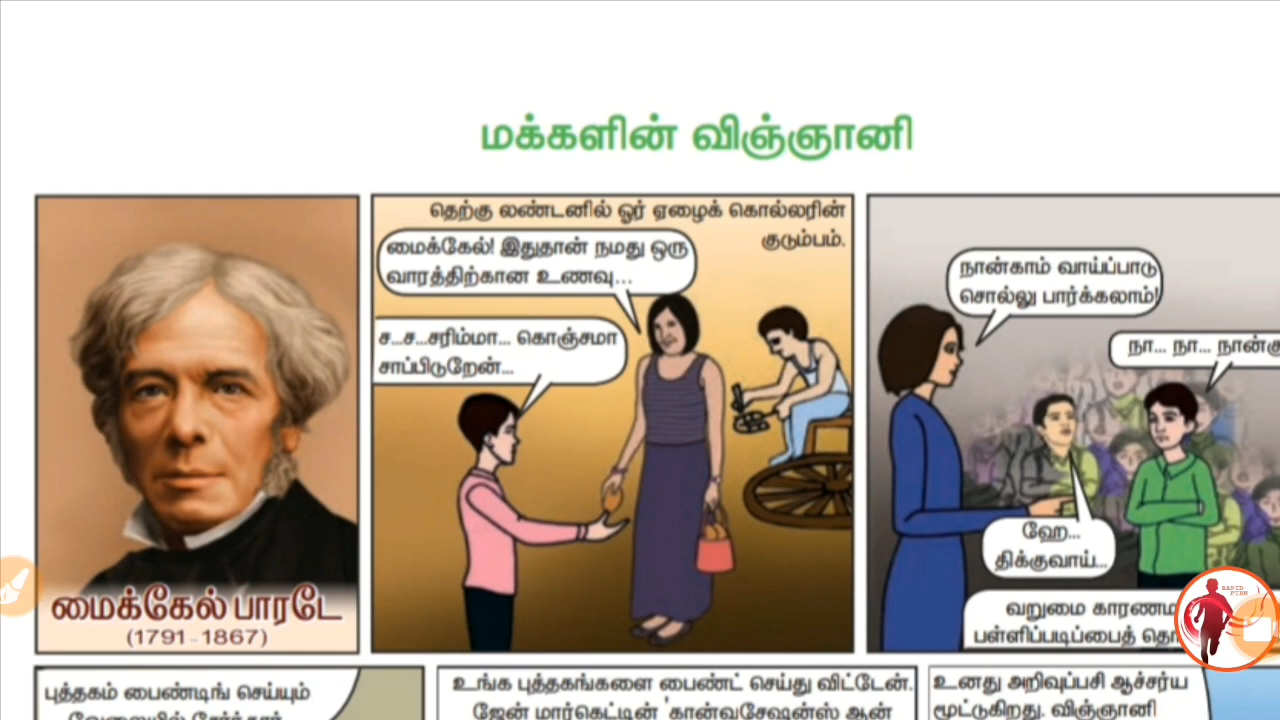 மக்களின் விஞ்ஞானி
மைக்கேல் பாரடே
(1791-1867)
தெற்கு லண்டனில் ஓர் ஏழைக் கொல்லரின்
குடும்பம்.
மைக்கேல்! இதுதான் நமது ஒரு
வாரத்திற்கான உணவு...
ச...ச...சரிம்மா... கொஞ்சமா
சாப்பிடுறேன்...
நான்காம் வாய்ப்பாடு
சொல்லு பார்க்கலாம்!
நா... நா...
ஹே...
திக்குவாய்...
வறுமை
பள்ளிப்படிப்பைத்
RAPID
புத்தகம் பைண்டிங் செய்யும்
வேலையில் சேர்ந்தார்
உங்க புத்தகங்களை பைண்ட் செய்து விட்டேன்.
ஜேன் மார்கெட்டின் 'கான்வசேஷன்ஸ் ஆன்
உனது அறிவுப்பசி ஆச்சர்ய
மூட்டுகிறது. விஞ்ஞானி